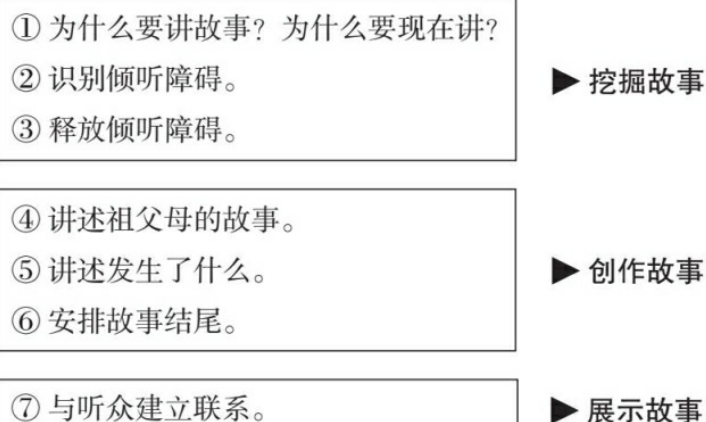 ① 为什么要讲故事？为什么要现在讲？
② 识别倾听障碍。
▶ 挖掘故事
③ 释放倾听障碍。
④ 讲述祖父母的故事。
⑤ 讲述发生了什么。
▶ 创作故事
⑥ 安排故事结尾。
⑦ 与听众建立联系。
▶ 展示故事